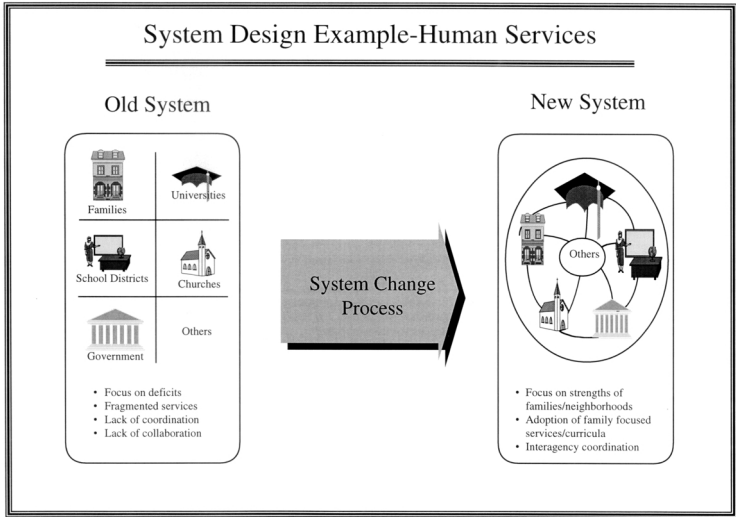 System Design Example-Human Services
Old System
Families
Universities
School Districts
Churches
Government
Others
• Focus on deficits
• Fragmented services
• Lack of coordination
• Lack of collaboration
System Change
Process
New System
Others
• Focus on strengths of
families/neighborhoods
• Adoption of family focused
services/curricula
• Interagency coordination